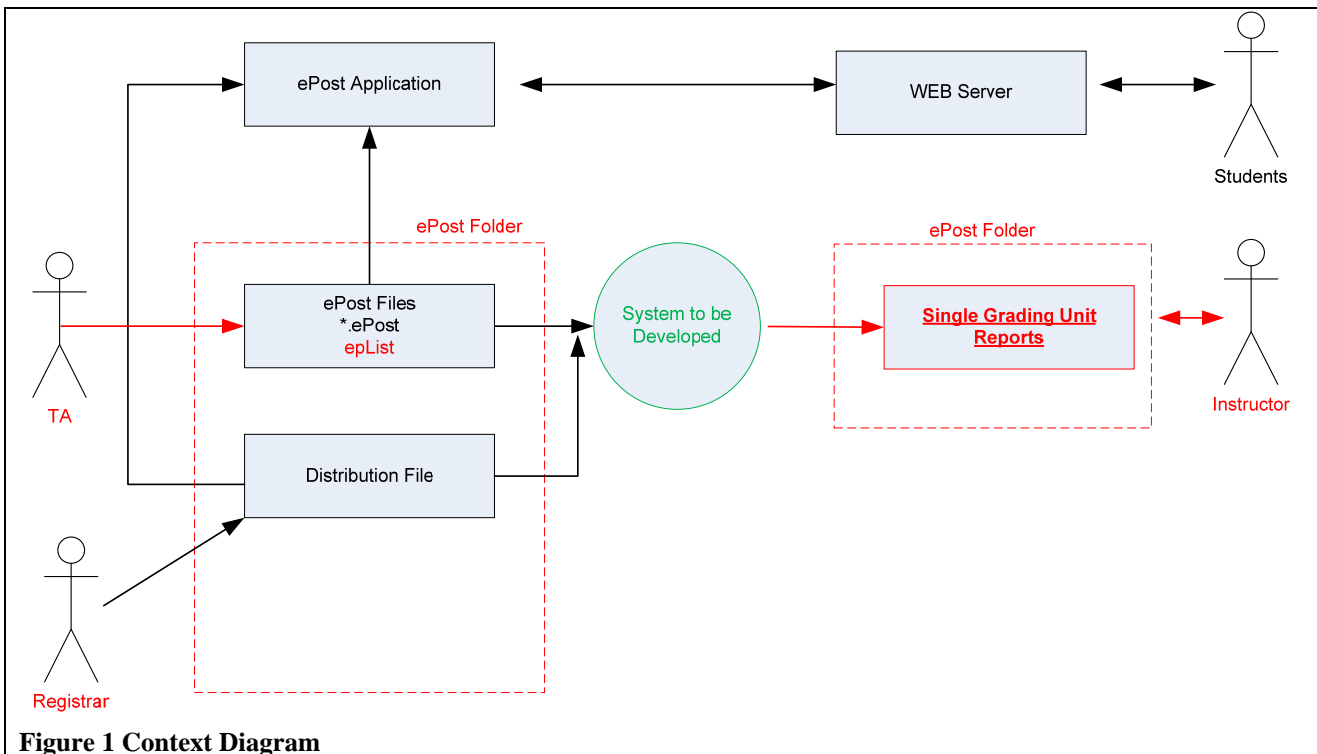 ePost Application
WEB Server
Students
ePost Folder
ePost Folder
ePost Files
*.ePost
epList
System to be
Developed
Single Grading Unit
Reports
TA
Instructor
Distribution File
Registrar
Figure 1 Context Diagram